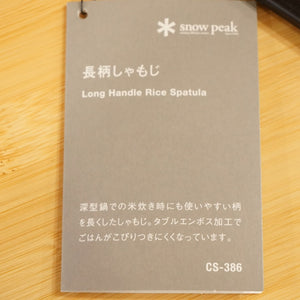 snow peak
長柄しゃもじ
Long Handle Rice Spatula
深型鍋での米炊き時にも使いやすい柄
を長くしたしゃもじ。タブルエンボス加工で
ごはんがこびりつきにくくなっています。
CS-386